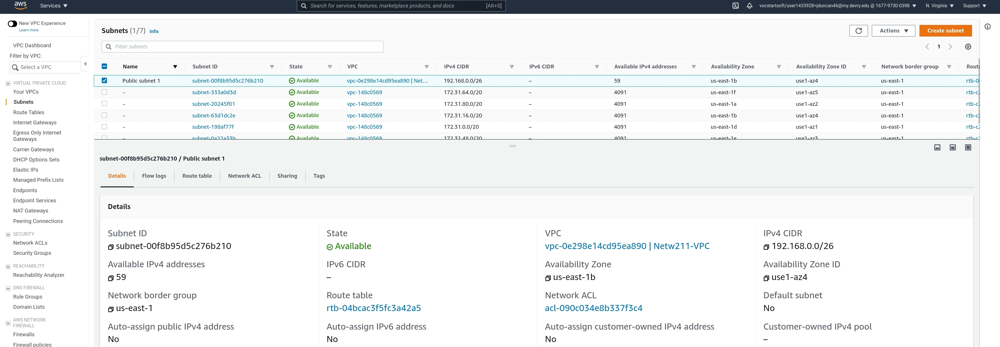 aws
Services ▼
Search for services, features, marketplace products, and docs [Alt+S]
vocstartsoft/user1433928=jduncan46@my.devry.edu @ 1677-9730-0398 ▼
N. Virginia ▼
Support ▼
New VPC Experience
Learn more
VPC Dashboard
Filter by VPC:
Select a VPC
VIRTUAL PRIVATE CLOUD
Your VPCs
Subnets
Route Tables
Internet Gateways
Egress Only Internet
Gateways
Carrier Gateways
DHCP Options Sets
Elastic IPs
Managed Prefix Lists
Endpoints
Endpoint Services
NAT Gateways
Peering Connections
SECURITY
Network ACLs
Security Groups
REACHABILITY
Reachability Analyzer
DNS FIREWALL
Rule Groups
Domain Lists
AWS NETWORK
FIREWALL
Firewalls
Firewall policies
Subnets (1/7) Info
Actions ▼
Create subnet
Filter subnets
1
Name Subnet ID State VPC IPv4 CIDR IPv6 CIDR Available IPv4 addresses Availability Zone Availability Zone ID Network border group Route
Public subnet 1 subnet-00f8b95d5c276b210 Available vpc-0e298e14cd95ea890 | Net... 192.168.0.0/26 – 59 us-east-1b use1-az4 us-east-1 rtb-04
– subnet-333a0d3d Available vpc-148c0569 172.31.64.0/20 – 4091 us-east-1f use1-az5 us-east-1 rtb-c2
– subnet-20245f01 Available vpc-148c0569 172.31.80.0/20 – 4091 us-east-1a use1-az2 us-east-1 rtb-c2
– subnet-63d1dc2e Available vpc-148c0569 172.31.16.0/20 – 4091 us-east-1b use1-az4 us-east-1 rtb-c2
– subnet-198af77f Available vpc-148c0569 172.31.0.0/20 – 4091 us-east-1d use1-az1 us-east-1 rtb-c2
– subnet-0a22a33b Available vpc-148c0569 172.31.48.0/20 – 4091 us-east-1e use1-az3 us-east-1 rtb-c2
subnet-00f8b95d5c276b210 / Public subnet 1
Details Flow logs Route table Network ACL Sharing Tags
Details
Subnet ID
subnet-00f8b95d5c276b210
State
Available
VPC
vpc-0e298e14cd95ea890 | Netw211-VPC
IPv4 CIDR
192.168.0.0/26
Available IPv4 addresses
59
IPv6 CIDR
–
Availability Zone
us-east-1b
Availability Zone ID
use1-az4
Network border group
us-east-1
Route table
rtb-04bcac3f5fc3a42a5
Network ACL
acl-090c034e8b337f3c4
Default subnet
No
Auto-assign public IPv4 address
No
Auto-assign IPv6 address
No
Auto-assign customer-owned IPv4 address
No
Customer-owned IPv4 pool
–